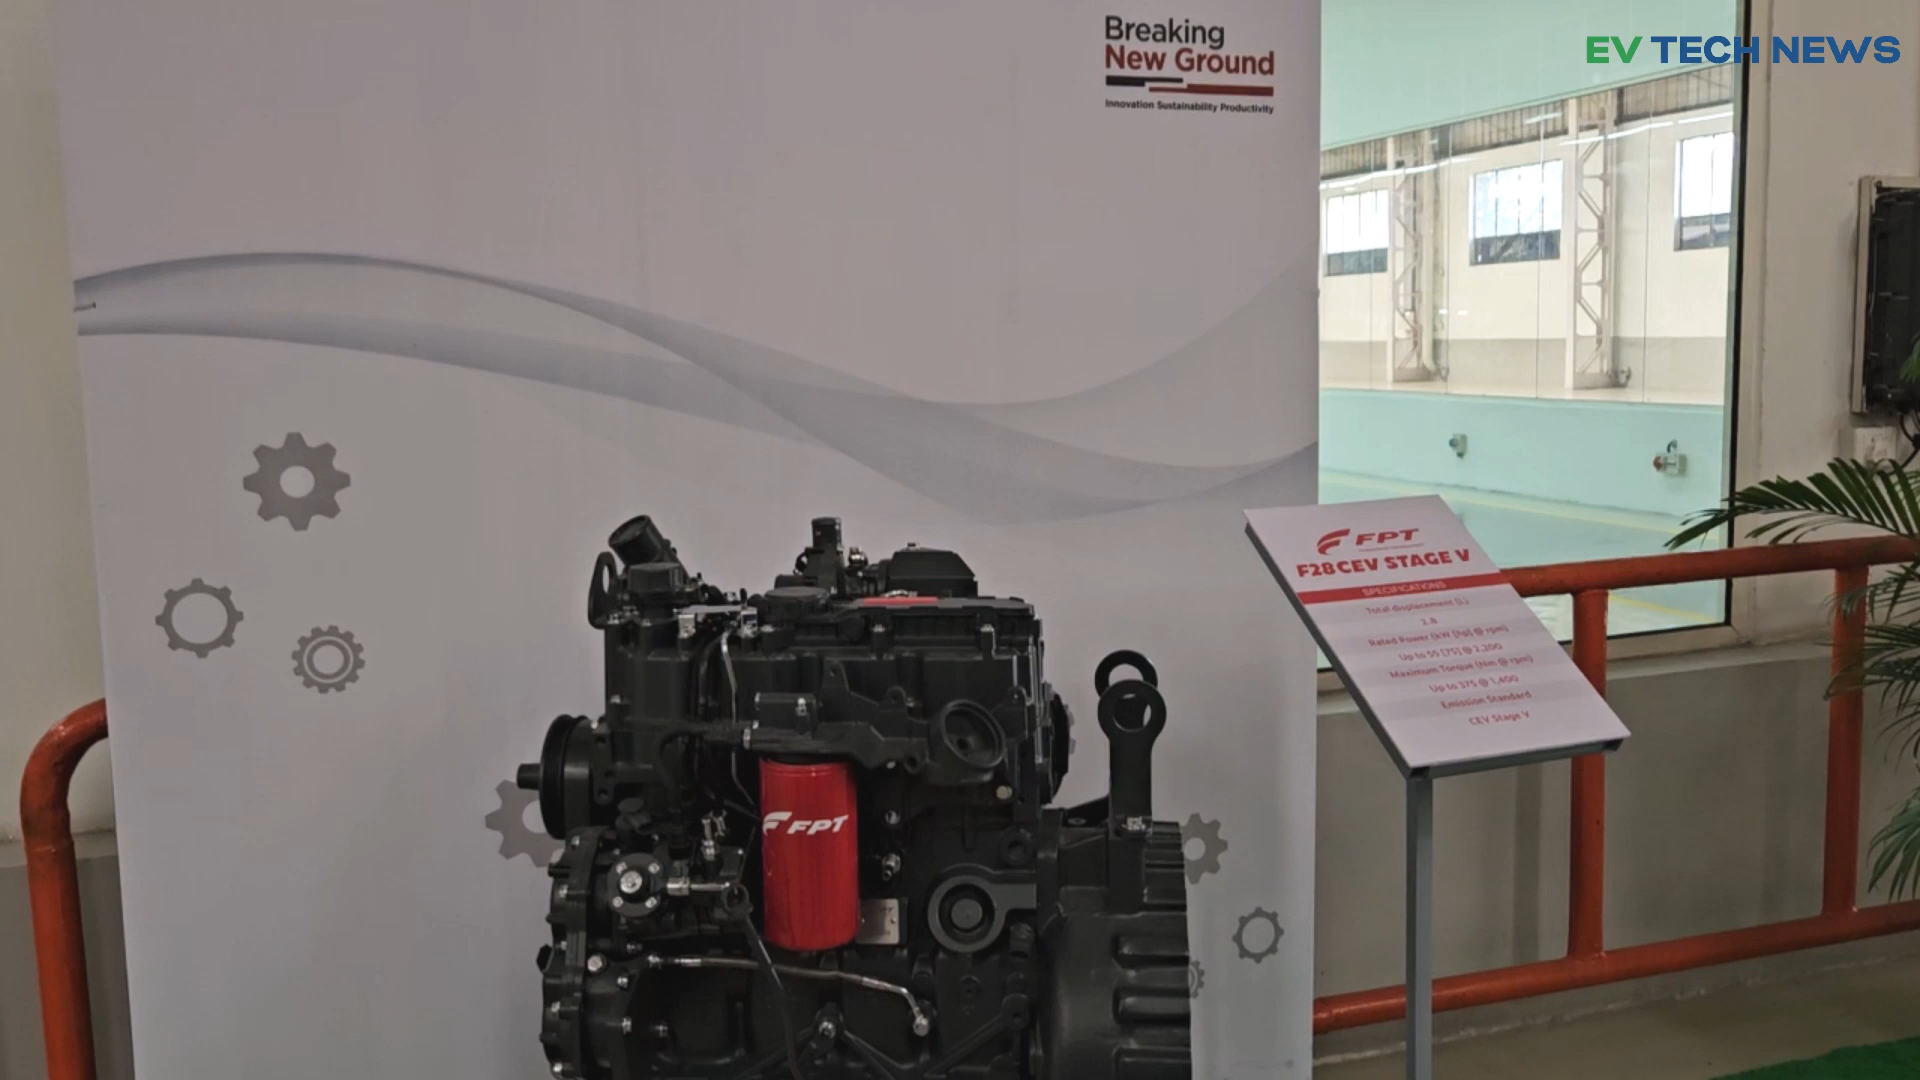 Breaking
New Ground
Innovation Sustainability Productivity
EV TECH NEWS
FPT
F28 CEV STAGE V
SPECIFICATIONS
Total displacement (L)
2.8
Rated Power (kW [hp] @ rpm)
Up to 55 [75] @ 2,200
Maximum Torque (Nm @ rpm)
Up to 375 @ 1,400
Emission Standard
CEV Stage V
FPT